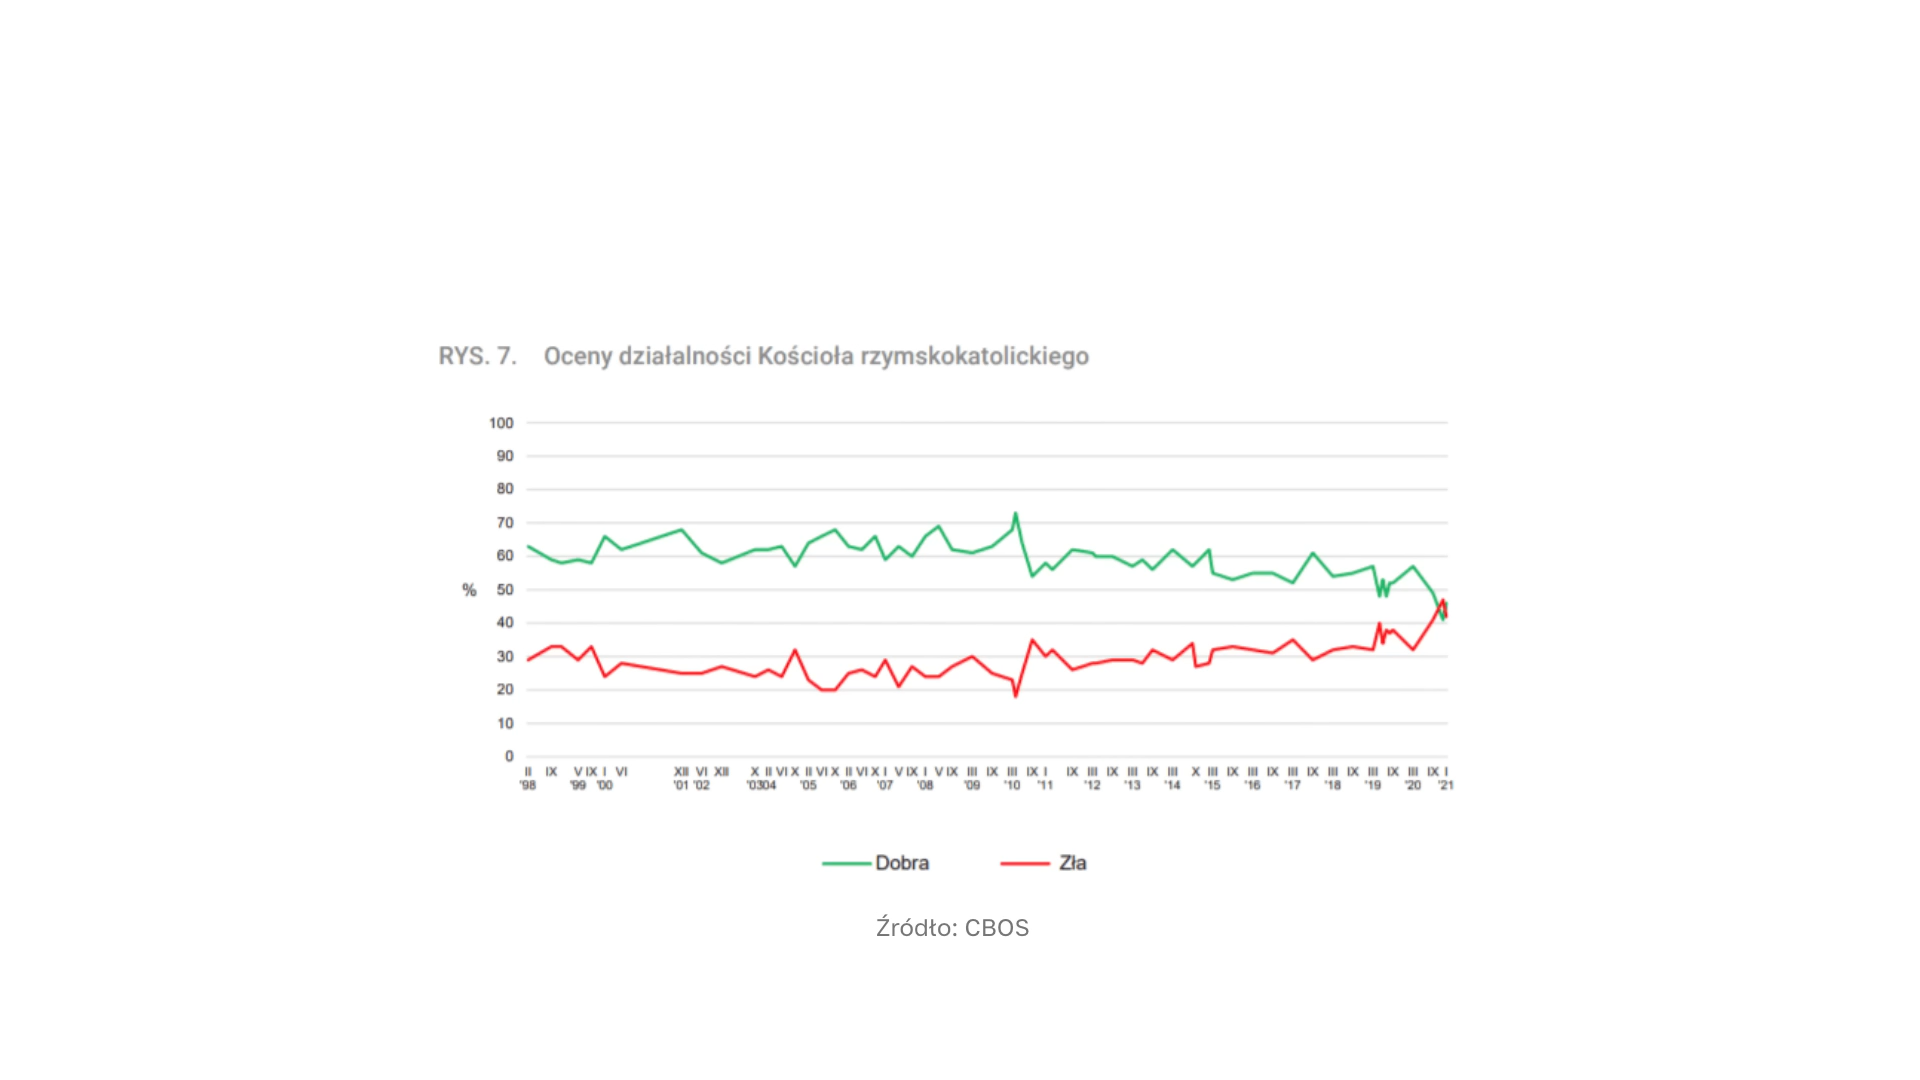 RYS. 7. Oceny działalności Kościoła rzymskokatolickiego
100
90
80
70
60
%
50
40
30
20
10
0
II IX V IX I VI XII VI XII X II VI X II VI X II VI X I V IX I V IX III IX III IX I IX III IX III IX III X III IX III IX III IX III IX III IX III IX I
'98 '99 '00 '01 '02 '03 04 '05 '06 '07 '08 '09 '10 '11 '12 '13 '14 '15 '16 '17 '18 '19 '20 '21
Dobra Zła
Źródło: CBOS